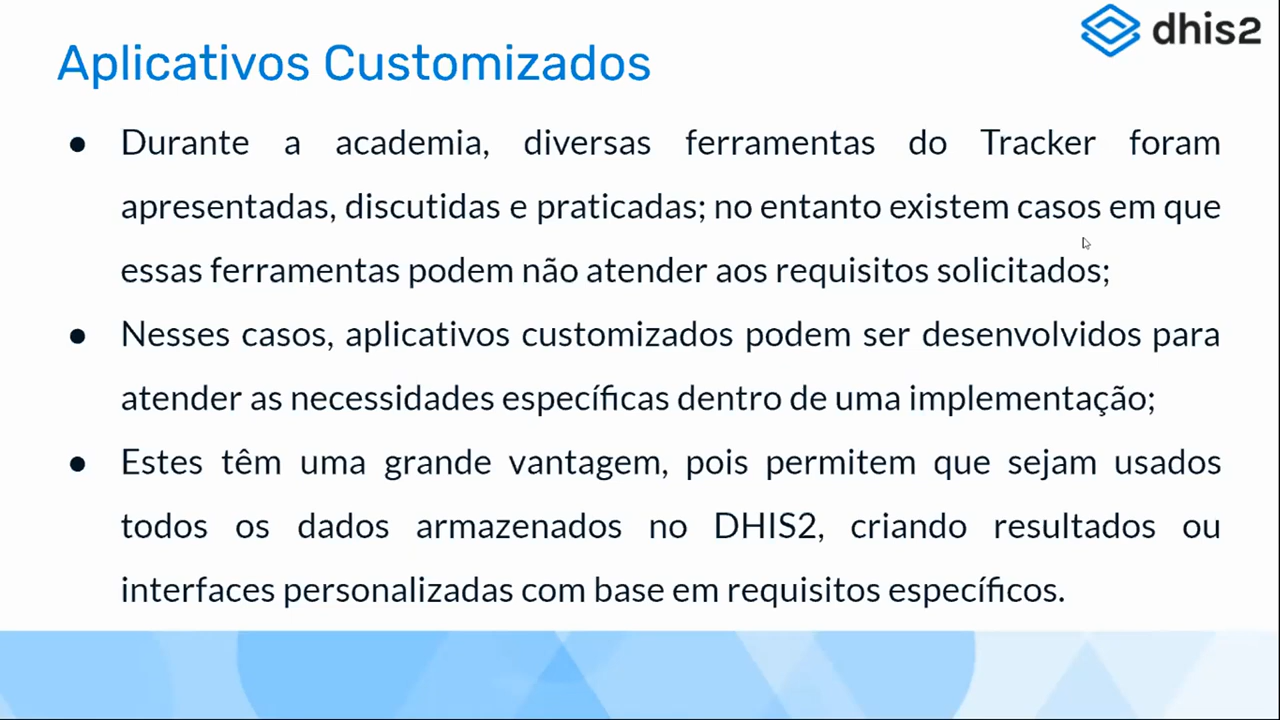 dhis2
Aplicativos Customizados
● Durante a academia, diversas ferramentas do Tracker foram
apresentadas, discutidas e praticadas; no entanto existem casos em que
essas ferramentas podem não atender aos requisitos solicitados;
● Nesses casos, aplicativos customizados podem ser desenvolvidos para
atender as necessidades específicas dentro de uma implementação;
● Estes têm uma grande vantagem, pois permitem que sejam usados
todos os dados armazenados no DHIS2, criando resultados ou
interfaces personalizadas com base em requisitos específicos.